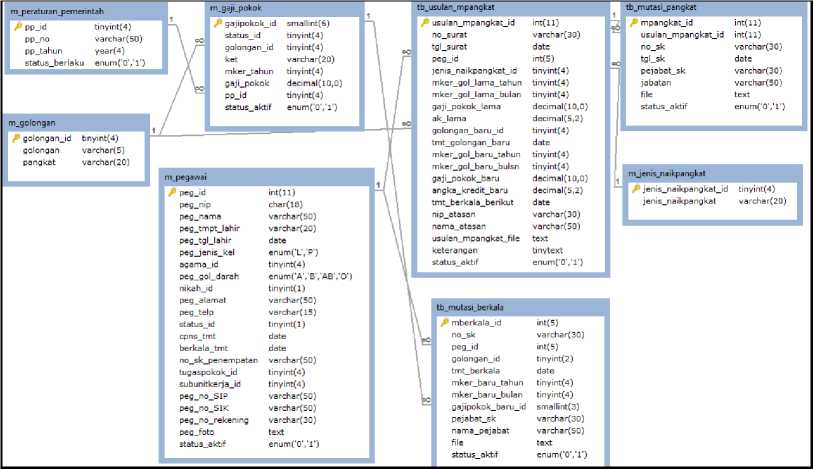 m_peraturan_pemerintah
pp_id tinyint(4)
pp_no varchar(50)
pp_tahun year(4)
status_berlaku enum('0','1')
m_gaji_pokok
gajipokok_id smallint(6)
status_id tinyint(4)
golongan_id tinyint(4)
ket varchar(20)
mker_tahun tinyint(4)
gaji_pokok decimal(10,0)
pp_id tinyint(4)
status_aktif enum('0','1')
m_golongan
golongan_id tinyint(4)
golongan varchar(5)
pangkat varchar(20)
m_pegawai
peg_id int(11)
peg_nip char(18)
peg_nama varchar(50)
peg_tmpt_lahir varchar(20)
peg_tgl_lahir date
peg_jenis_kel enum('L','P')
agama_id tinyint(4)
peg_gol_darah enum('A','B','AB','O')
nikah_id tinyint(1)
peg_alamat varchar(50)
peg_telp varchar(15)
status_id tinyint(1)
cpns_tmt date
berkala_tmt date
no_sk_penempatan varchar(50)
tugaspokok_id tinyint(4)
subunitkerja_id tinyint(4)
peg_no_SIP varchar(50)
peg_no_SIK varchar(50)
peg_no_rekening varchar(30)
peg_foto text
status_aktif enum('0','1')
tb_usulan_mpangkat
usulan_mpangkat_id int(11)
no_surat varchar(30)
tgl_surat date
peg_id int(5)
jenis_naikpangkat_id tinyint(4)
mker_gol_lama_tahun tinyint(4)
mker_gol_lama_bulan tinyint(4)
gaji_pokok_lama decimal(10,0)
ak_lama decimal(5,2)
golongan_baru_id tinyint(4)
tmt_golongan_baru date
mker_gol_baru_tahun tinyint(4)
mker_gol_baru_bulsn tinyint(4)
gaji_pokok_baru decimal(10,0)
angka_kredit_baru decimal(5,2)
tmt_berkala_berikut date
nip_atasan varchar(30)
nama_atasan varchar(50)
usulan_mpangkat_file text
keterangan tinytext
status_aktif enum('0','1')
tb_mutasi_pangkat
mpangkat_id int(11)
usulan_mpangkat_id int(11)
no_sk varchar(30)
tgl_sk date
pejabat_sk varchar(30)
jabatan varchar(50)
file text
status_aktif enum('0','1')
m_jenis_naikpangkat
jenis_naikpangkat_id tinyint(4)
jenis_naikpangkat varchar(20)
tb_mutasi_berkala
mberkala_id int(5)
no_sk varchar(30)
peg_id int(5)
golongan_id tinyint(2)
tmt_berkala date
mker_baru_tahun tinyint(4)
mker_baru_bulan tinyint(4)
gajipokok_baru_id smallint(3)
pejabat_sk varchar(30)
nama_pejabat varchar(50)
file text
status_aktif enum('0','1')